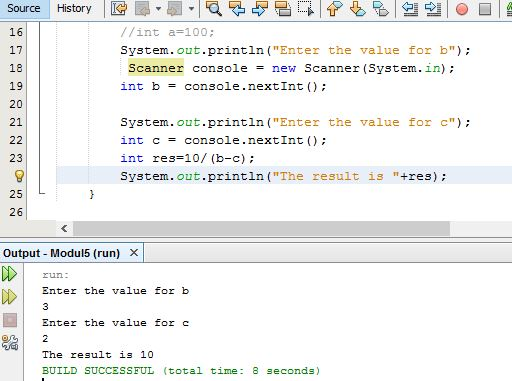 Source History
16 //int a=100;
17 System.out.println("Enter the value for b");
18 Scanner console = new Scanner(System.in);
19 int b = console.nextInt();
20
21 System.out.println("Enter the value for c");
22 int c = console.nextInt();
23 int res=10/(b-c);
System.out.println("The result is "+res);
25 }
26
Output - Modul5 (run) ×
run:
Enter the value for b
3
Enter the value for c
2
The result is 10
BUILD SUCCESSFUL (total time: 8 seconds)